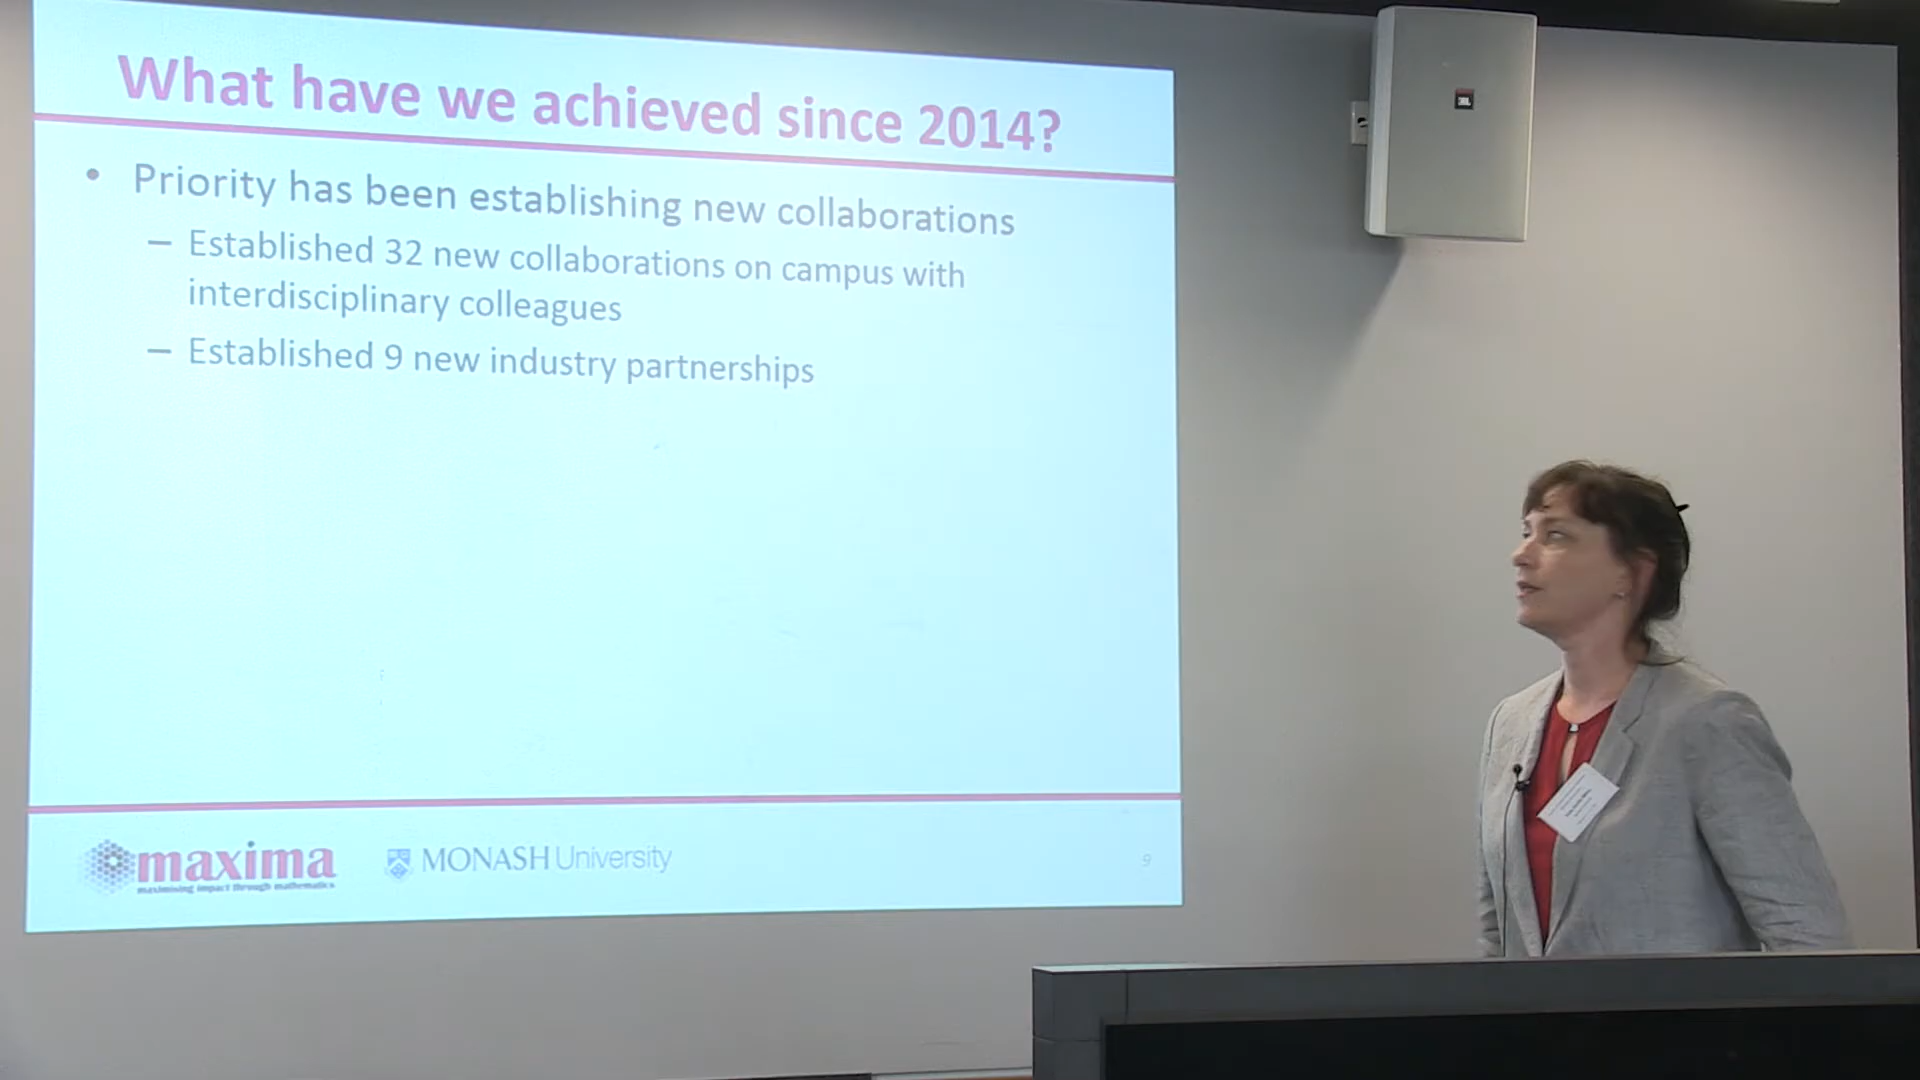 What have we achieved since 2014?
• Priority has been establishing new collaborations
– Established 32 new collaborations on campus with
interdisciplinary colleagues
– Established 9 new industry partnerships
maxima
maximising impact through mathematics
MONASH University
9
JBL